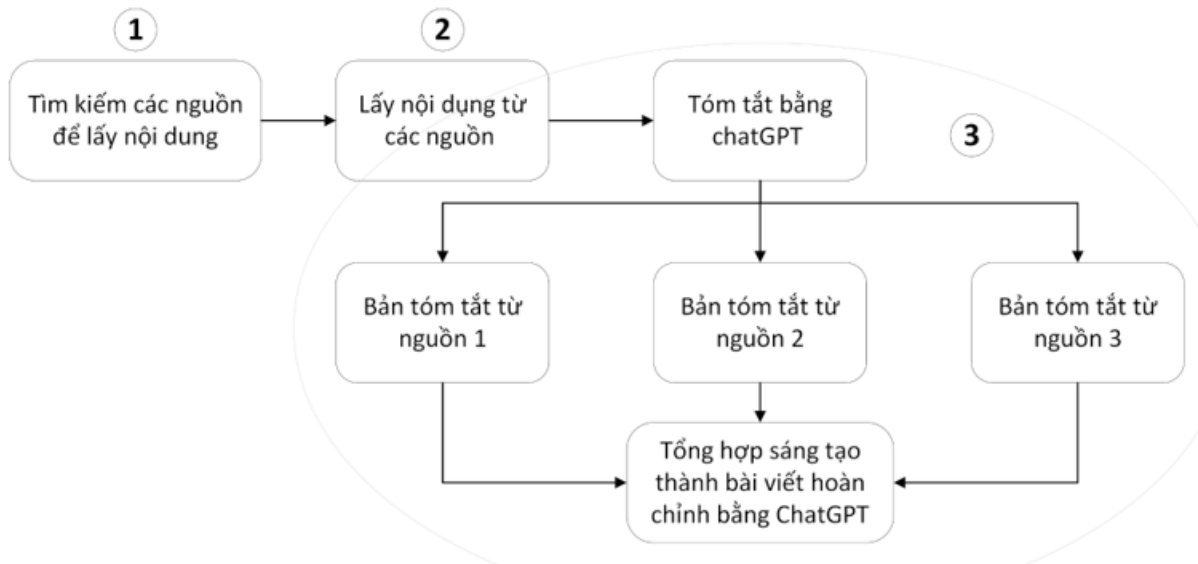 1
2
Tìm kiếm các nguồn
để lấy nội dung
Lấy nội dụng từ
các nguồn
Tóm tắt bằng
chatGPT
3
Bản tóm tắt từ
nguồn 1
Bản tóm tắt từ
nguồn 2
Bản tóm tắt từ
nguồn 3
Tổng hợp sáng tạo
thành bài viết hoàn
chỉnh bằng ChatGPT